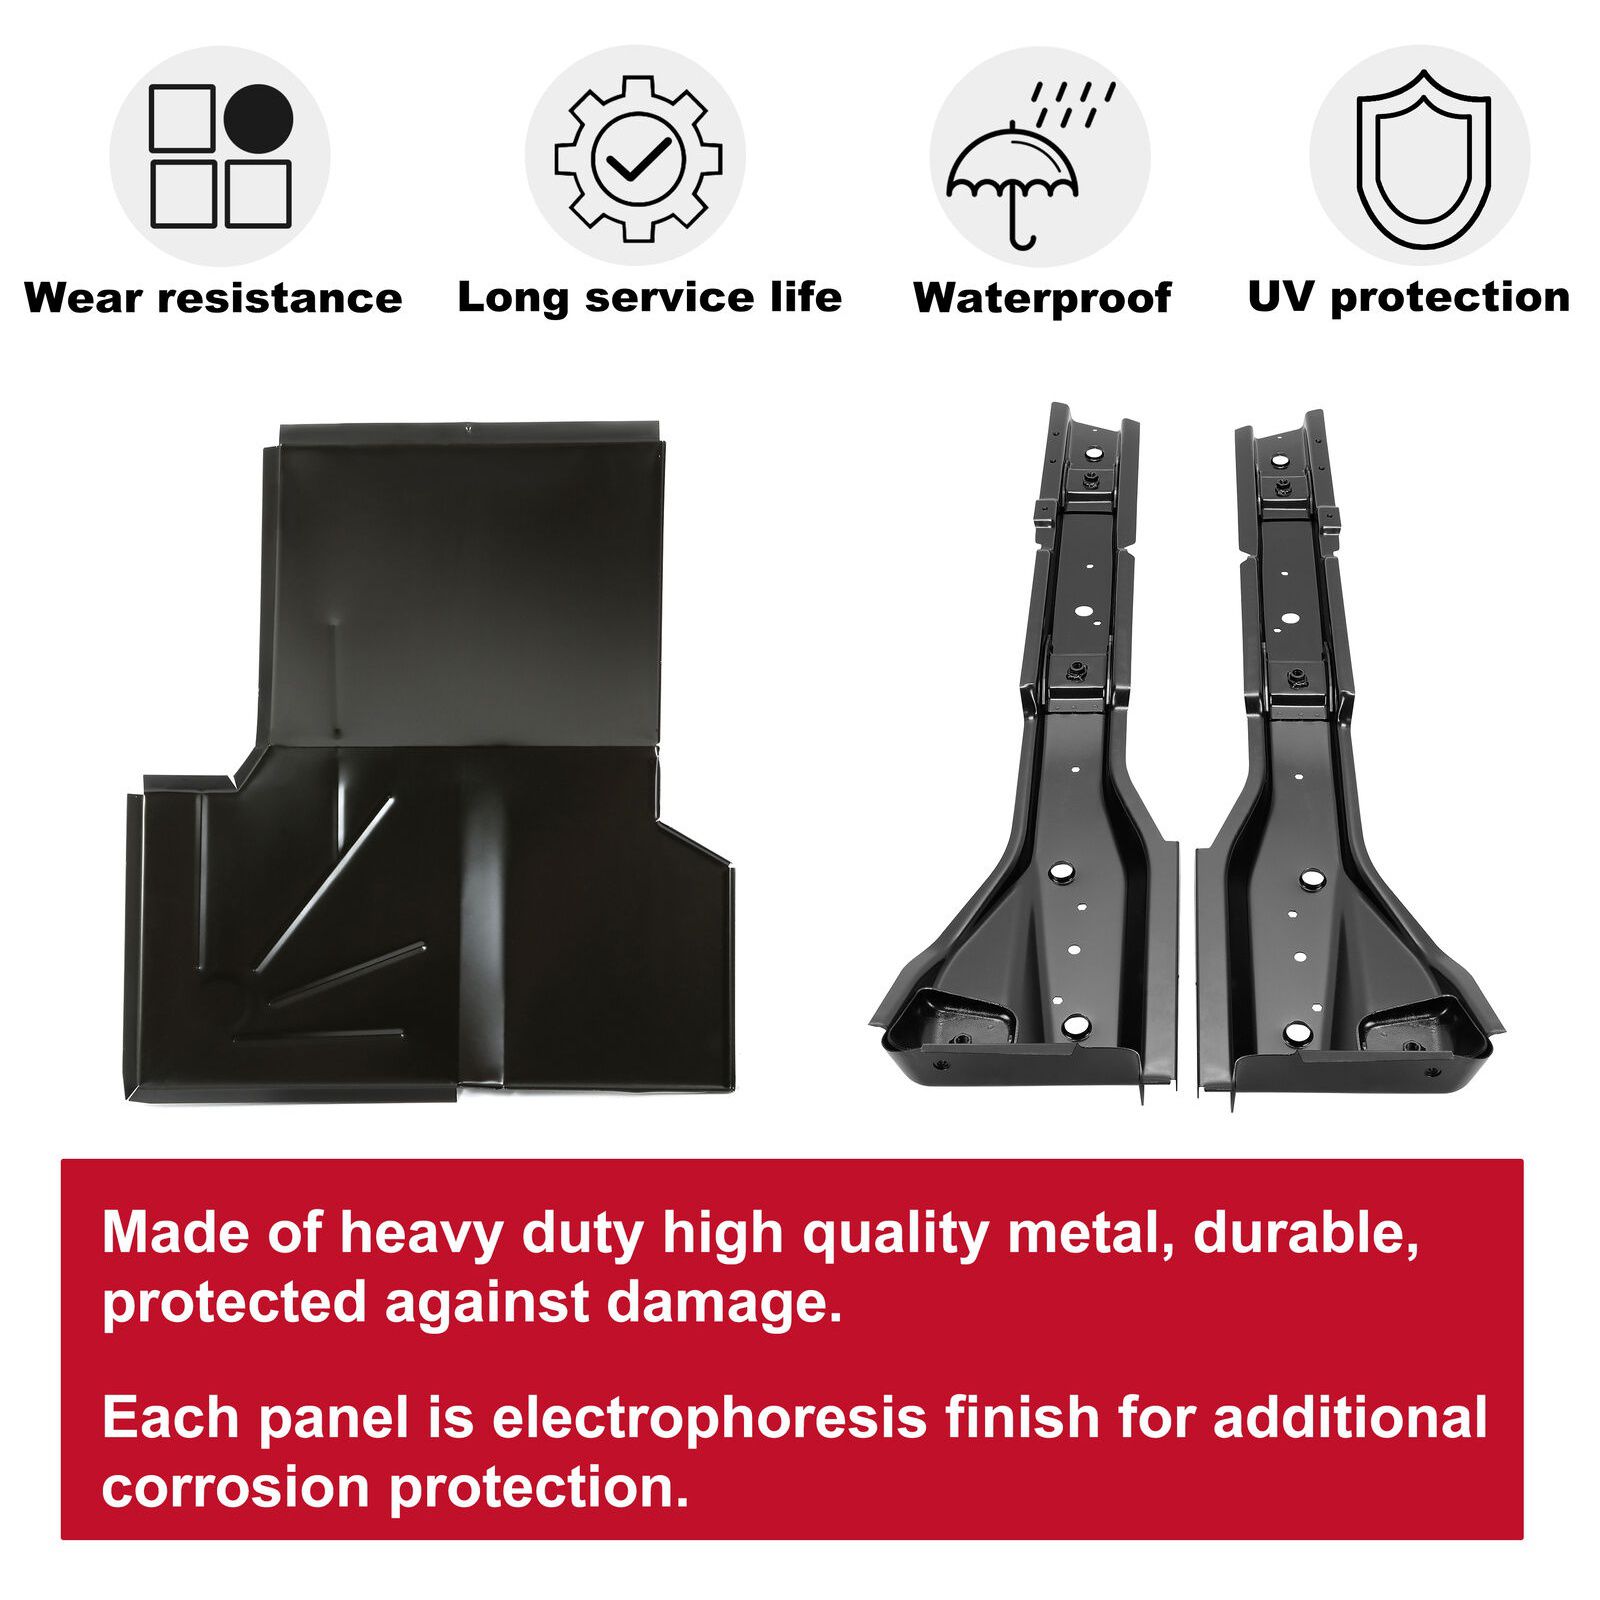 Wear resistance
Long service life
Waterproof
UV protection
Made of heavy duty high quality metal, durable,
protected against damage.
Each panel is electrophoresis finish for additional
corrosion protection.